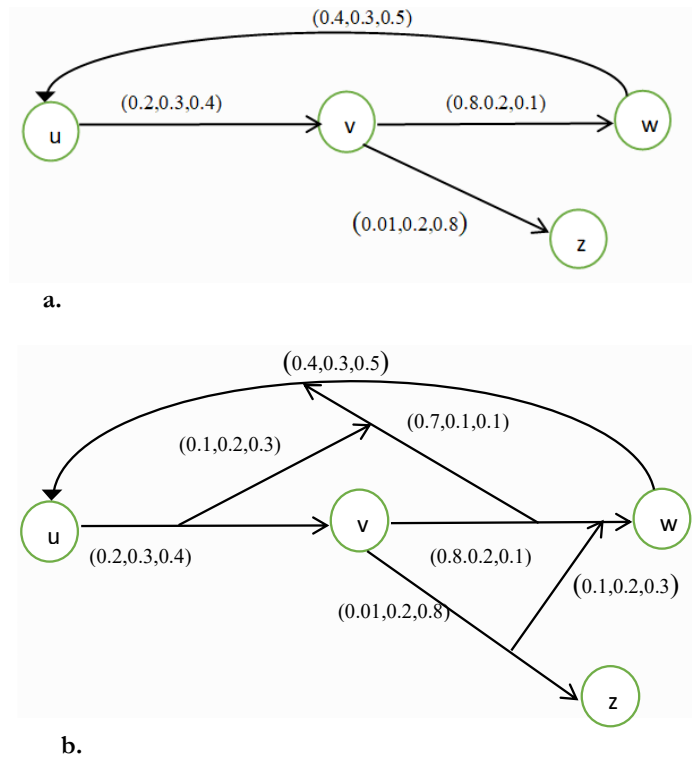 (0.4,0.3,0.5)
(0.2,0.3,0.4)
(0.8.0.2,0.1)
u
v
w
(0.01,0.2,0.8)
z
a.
(0.4,0.3,0.5)
(0.7,0.1,0.1)
(0.1,0.2,0.3)
u
v
w
(0.2,0.3,0.4)
(0.8.0.2,0.1)
(0.1,0.2,0.3)
(0.01,0.2,0.8)
z
b.